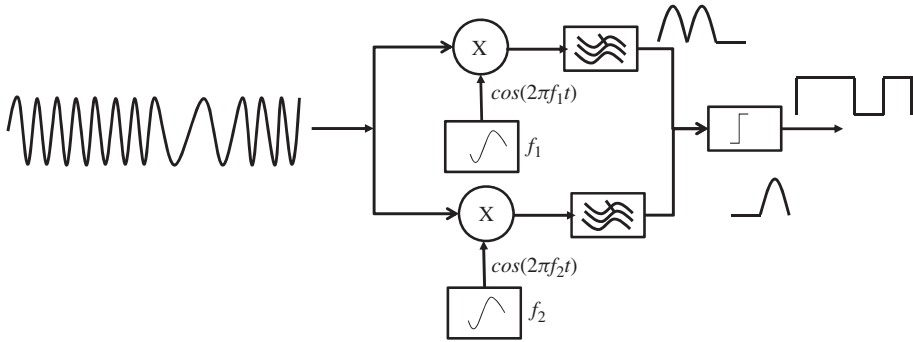 X
cos(2πf₁t)
f₁
X
cos(2πf₂t)
f₂